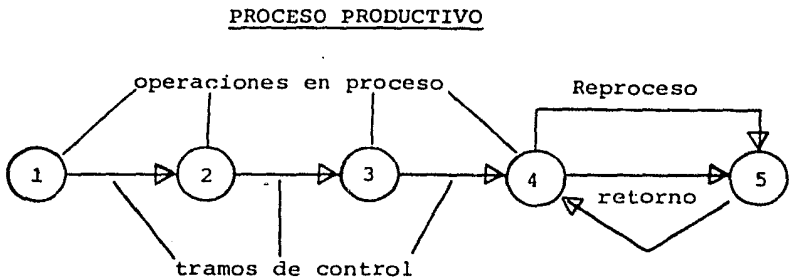 PROCESO PRODUCTIVO
operaciones en proceso
Reproceso
1
2
3
4
5
retorno
tramos de control